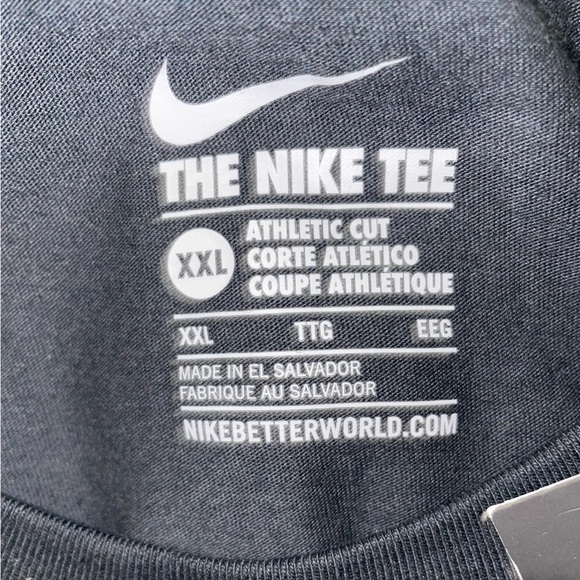 THE NIKE TEE
XXL
ATHLETIC CUT
CORTE ATLÉTICO
COUPE ATHLÉTIQUE
XXL TTG EEG
MADE IN EL SALVADOR
FABRIQUE AU SALVADOR
NIKEBETTERWORLD.COM